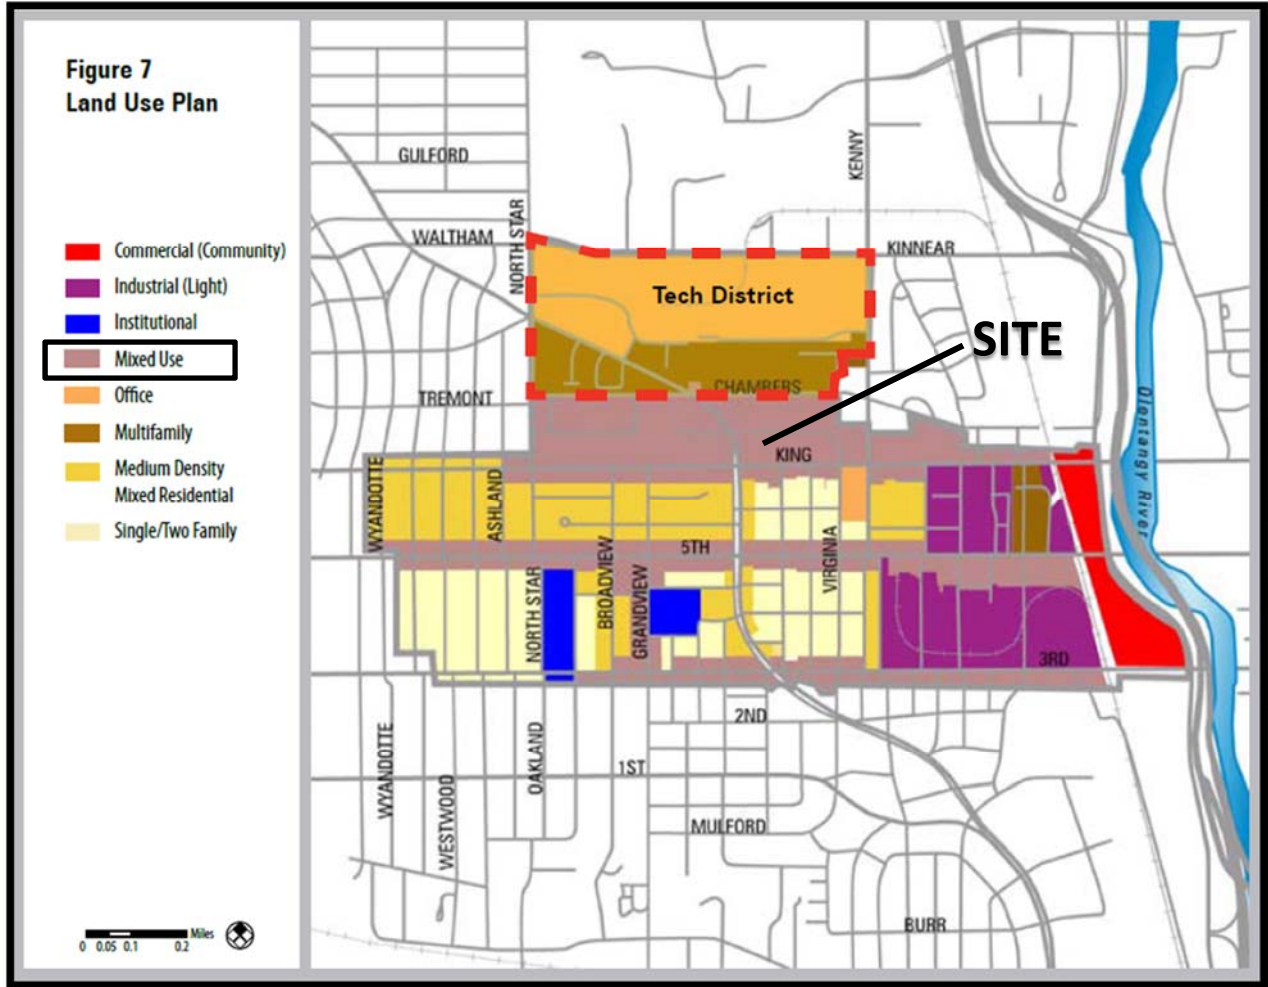 Figure 7
Land Use Plan
Commercial (Community)
Industrial (Light)
Institutional
Mixed Use
Office
Multifamily
Medium Density
Mixed Residential
Single/Two Family
0 0.05 0.1 0.2 Miles
GULFORD
KENNY
WALTHAM
NORTH STAR
KINNEAR
Tech District
SITE
CHAMBERS
TREMONT
Olentangy River
KING
WYANDOTTE
ASHLAND
5TH
BROADVIEW
VIRGINIA
NORTH STAR
GRANDVIEW
3RD
2ND
WYANDOTTE
OAKLAND
1ST
WESTWOOD
MULFORD
BURR